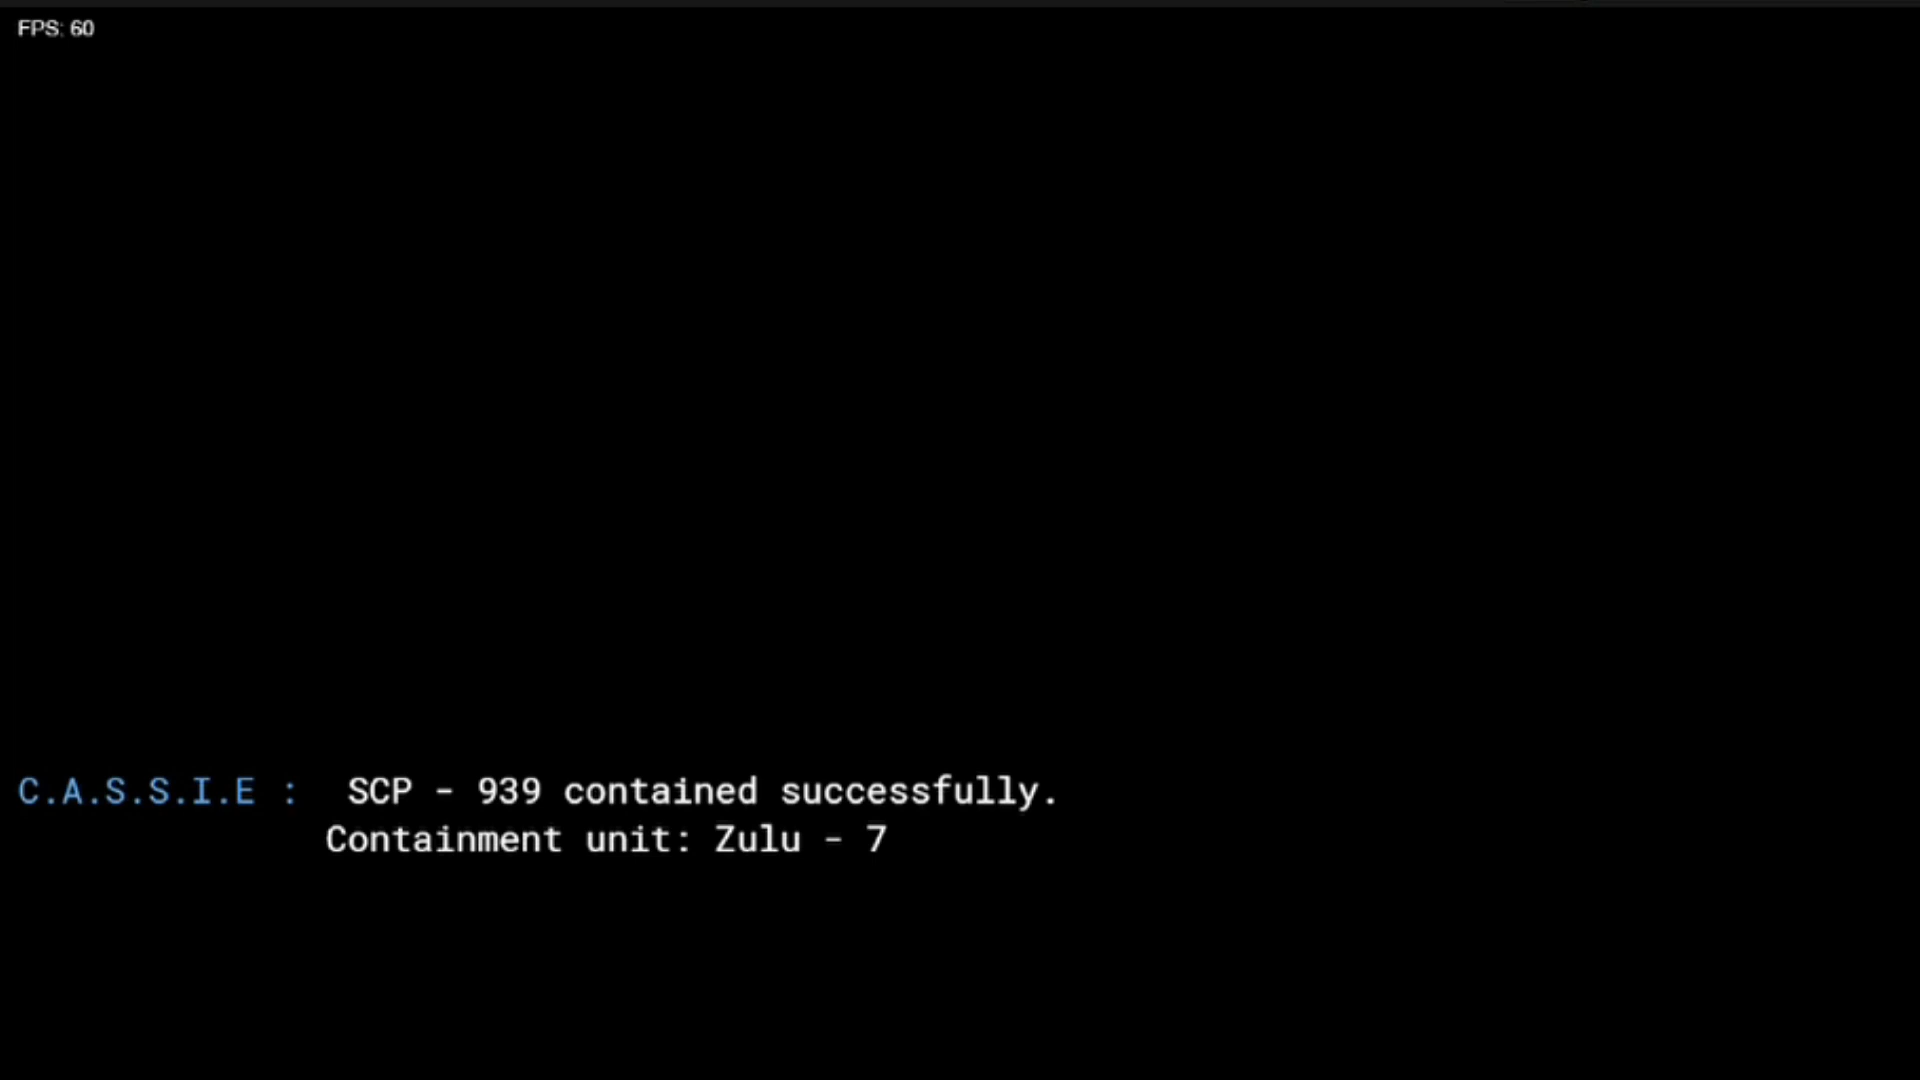 FPS: 60
C.A.S.S.I.E : SCP - 939 contained successfully.
Containment unit: Zulu - 7